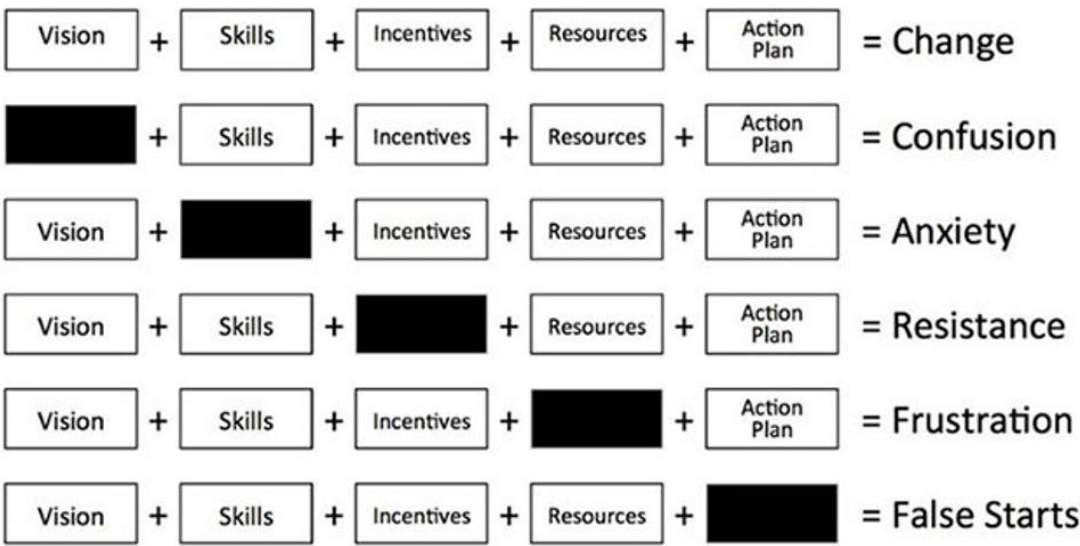 Vision + Skills + Incentives + Resources + Action Plan = Change
Skills + Incentives + Resources + Action Plan = Confusion
Vision + + Incentives + Resources + Action Plan = Anxiety
Vision + Skills + + Resources + Action Plan = Resistance
Vision + Skills + Incentives + + Action Plan = Frustration
Vision + Skills + Incentives + Resources + = False Starts